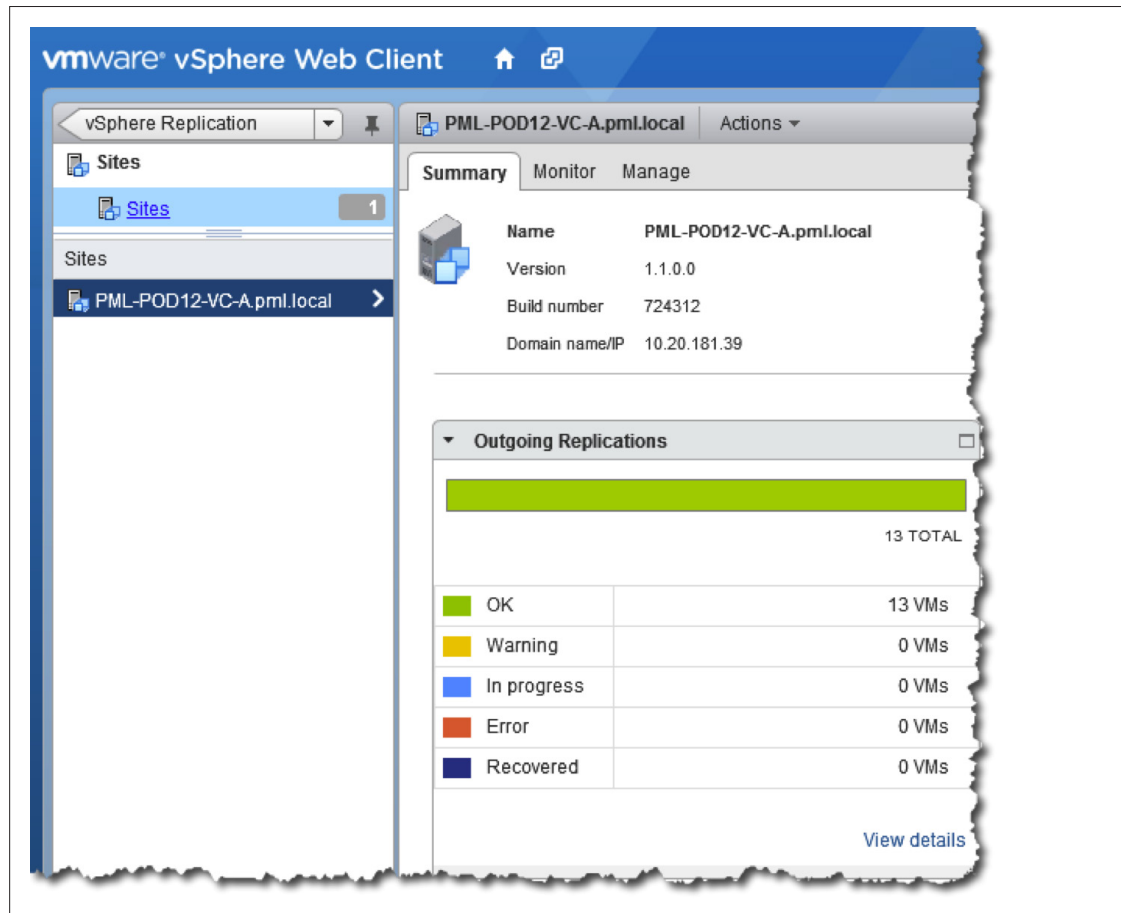 vmware® vSphere Web Client
vSphere Replication
Sites
Sites 1
Sites
PML-POD12-VC-A.pml.local
PML-POD12-VC-A.pml.local Actions
Summary Monitor Manage
Name PML-POD12-VC-A.pml.local
Version 1.1.0.0
Build number 724312
Domain name/IP 10.20.181.39
Outgoing Replications
13 TOTAL
OK 13 VMs
Warning 0 VMs
In progress 0 VMs
Error 0 VMs
Recovered 0 VMs
View details